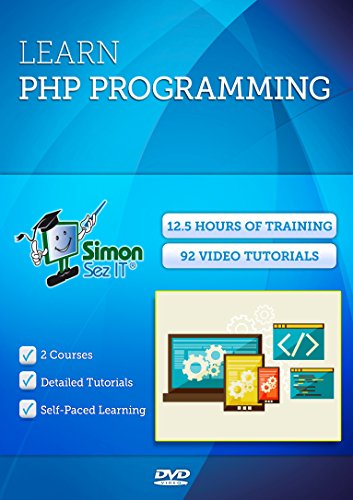 LEARN
PHP PROGRAMMING
12.5 HOURS OF TRAINING
92 VIDEO TUTORIALS
Simon
Sez IT®
2 Courses
Detailed Tutorials
Self-Paced Learning
</>
DVD
VIDEO